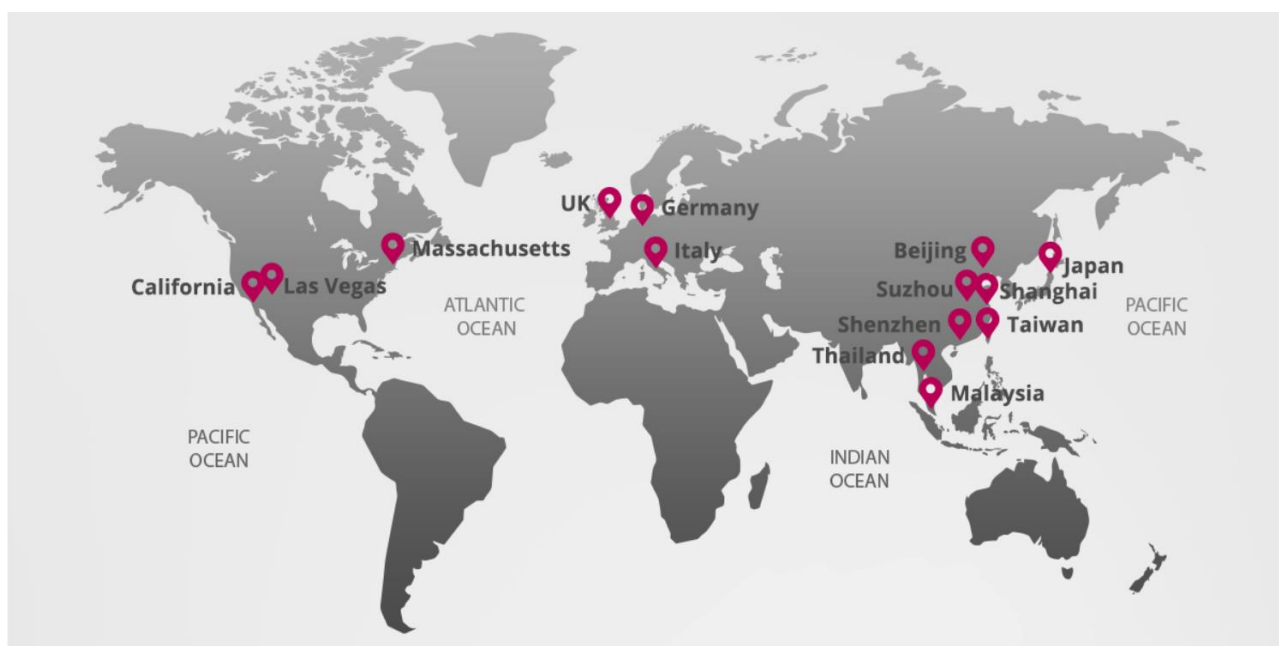 UK
Germany
Massachusetts
Italy
Beijing
Japan
California
Las Vegas
Suzhou
Shanghai
ATLANTIC
OCEAN
PACIFIC
OCEAN
Shenzhen
Taiwan
Thailand
Malaysia
PACIFIC
OCEAN
INDIAN
OCEAN